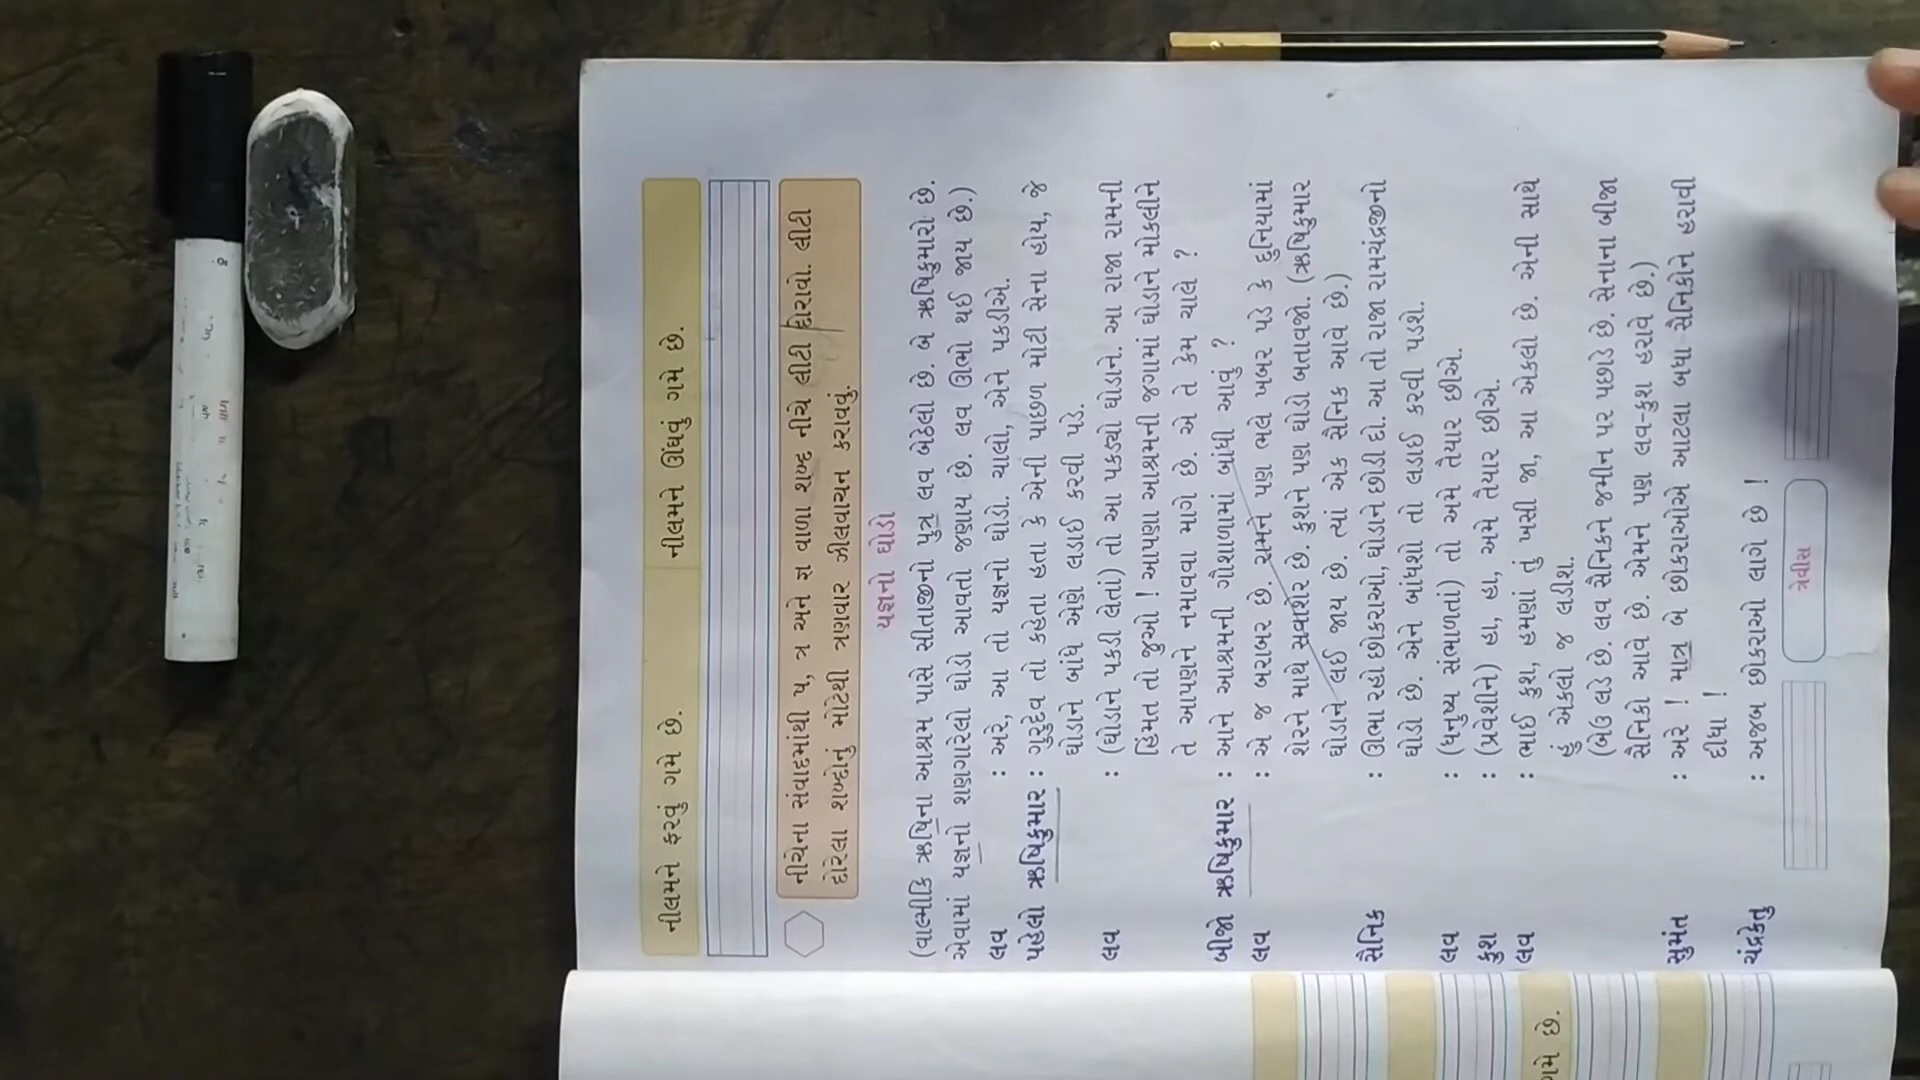 નીલમને ફરવું ગમે છે. નીલમને ઊંઘવું ગમે છે.
નીચેના સંવાદમાંથી ય, ત્ર અને જ્ઞ વાળા શબ્દ નીચે લીટી દોરાવો. લીટી
દોરેલા શબ્દોનું મોટેથી ત્રણવાર ઝીલવાચન કરાવવું.
યજ્ઞનો ઘોડો
(વાલ્મીકિ ઋષિના આશ્રમ પાસે સીતાજીનો પુત્ર લવ બેઠેલો છે. બે ઋષિકુમારો છે.
એવામાં યજ્ઞનો શણગારેલો ઘોડો આવતો જણાય છે. લવ ઊભો થઈ જાય છે.)
લવ : અરે, આ તો યજ્ઞનો ઘોડો. ચાલો, એને પકડીએ.
પહેલો ઋષિકુમાર : ગુરુદેવ તો કહેતા હતા કે એની પાછળ મોટી સેના હોય, જે
ઘોડાને બાંધે એણે લડાઈ કરવી પડે.
લવ : (ઘોડાને પકડી લેતાં) તો આ પકડ્યો ઘોડાને. આ રાજા રામની
હિંમત તો જુઓ ! આપણા આશ્રમની જગામાં ઘોડાને મોકલીને
તે આપણને નમાવવા માગે છે. એ તે કેમ ચાલે ?
બીજો ઋષિકુમાર : આને આશ્રમની ગૌશાળામાં બાંધી આવું ?
લવ : એ જ બરાબર છે. રામને પણ ભલે ખબર પડે કે દુનિયામાં
શેરને માથે સવાશેર છે. કુશને પણ ઘોડો બતાવજો. (ઋષિકુમાર
ઘોડાને લઈ જાય છે. ત્યાં એક સૈનિક આવે છે.)
સૈનિક : ઊભા રહો છોકરાઓ, ઘોડાને છોડી દો. આ તો રાજા રામચંદ્રજીનો
ઘોડો છે. એને બાંધશો તો લડાઈ કરવી પડશે.
લવ : (ધનુષ્ય સંભાળતાં) તો અમે તૈયાર છીએ.
કુશ : (પ્રવેશીને) હા, હા, અમે તૈયાર છીએ.
લવ : ભાઈ કુશ, હમણાં તું ખસી જા, આ એકલો છે. એની સાથે
હું એકલો જ લડીશ.
(બેઉ લડે છે. લવ સૈનિકને જમીન પર પછાડે છે. સેનાના બીજા
સૈનિકો આવે છે. એમને પણ લવ-કુશ હરાવે છે.)
સુમંત : અરે ! માત્ર બે છોકરાઓએ આટલા બધા સૈનિકોને હરાવી
દીધા !
ચંદ્રકેતુ : અજબ છોકરાઓ લાગે છે !
ત્રેવીસ
ગમે છે.